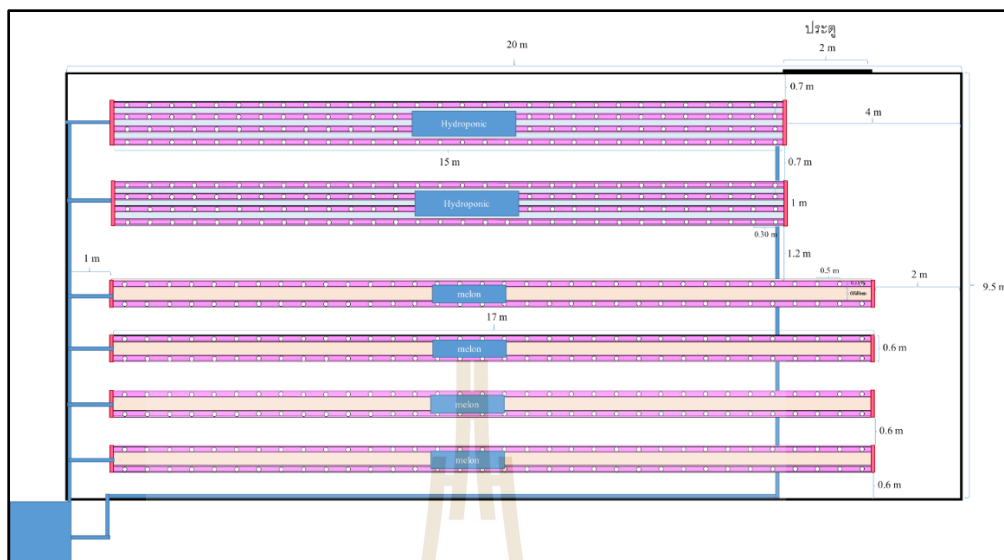 ประตู
20 m
2 m
0.7 m
4 m
Hydroponic
15 m
0.7 m
Hydroponic
1 m
0.30 m
1.2 m
1 m
0.5 m
2 m
melon
9.5 m
17 m
melon
0.6 m
melon
0.6 m
melon
0.6 m